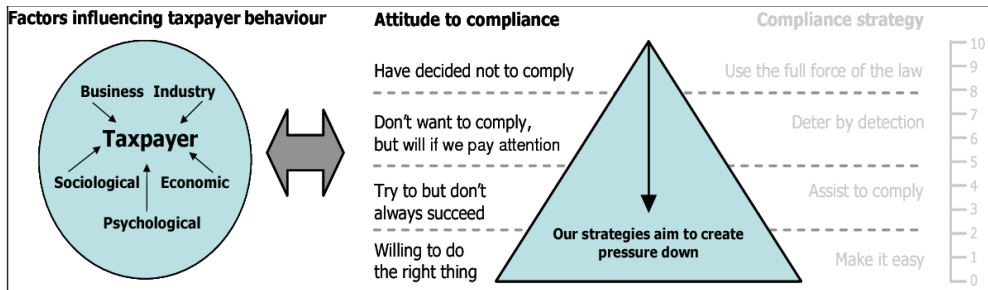 Factors influencing taxpayer behaviour
Business Industry
Taxpayer
Sociological Economic
Psychological
Attitude to compliance
Have decided not to comply
Don't want to comply,
but will if we pay attention
Try to but don't
always succeed
Willing to do
the right thing
Our strategies aim to create
pressure down
Compliance strategy
Use the full force of the law
Deter by detection
Assist to comply
Make it easy
10
9
8
7
6
5
4
3
2
1
0